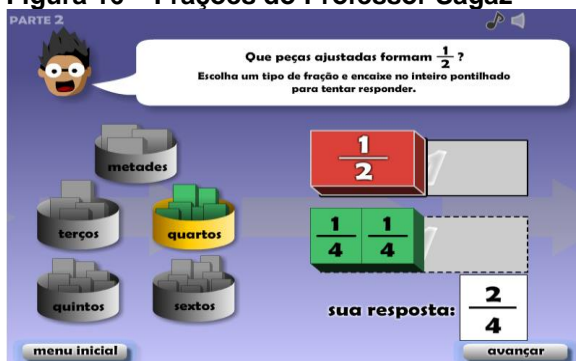 Figura 10 – Frações do Professor Sagaz
PARTE 2
Que peças ajustadas formam 1/2 ?
Escolha um tipo de fração e encaixe no inteiro pontilhado
para tentar responder.
metades
terços
quartos
quintos
sextos
1/2
1/4 1/4
sua resposta: 2/4
menu inicial
avançar